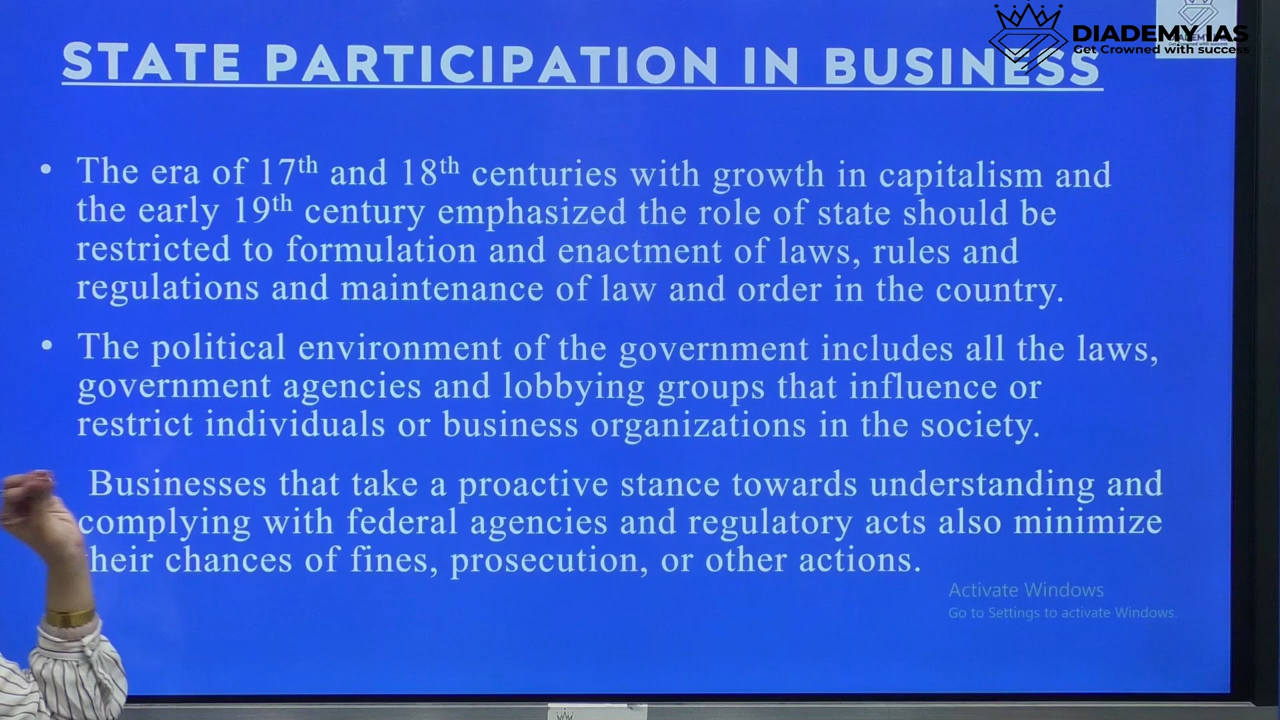 DIADEMY IAS
Get Crowned with success
STATE PARTICIPATION IN BUSINESS
• The era of 17th and 18th centuries with growth in capitalism and
the early 19th century emphasized the role of state should be
restricted to formulation and enactment of laws, rules and
regulations and maintenance of law and order in the country.
• The political environment of the government includes all the laws,
government agencies and lobbying groups that influence or
restrict individuals or business organizations in the society.
Businesses that take a proactive stance towards understanding and
complying with federal agencies and regulatory acts also minimize
their chances of fines, prosecution, or other actions.
Activate Windows
Go to Settings to activate Windows.